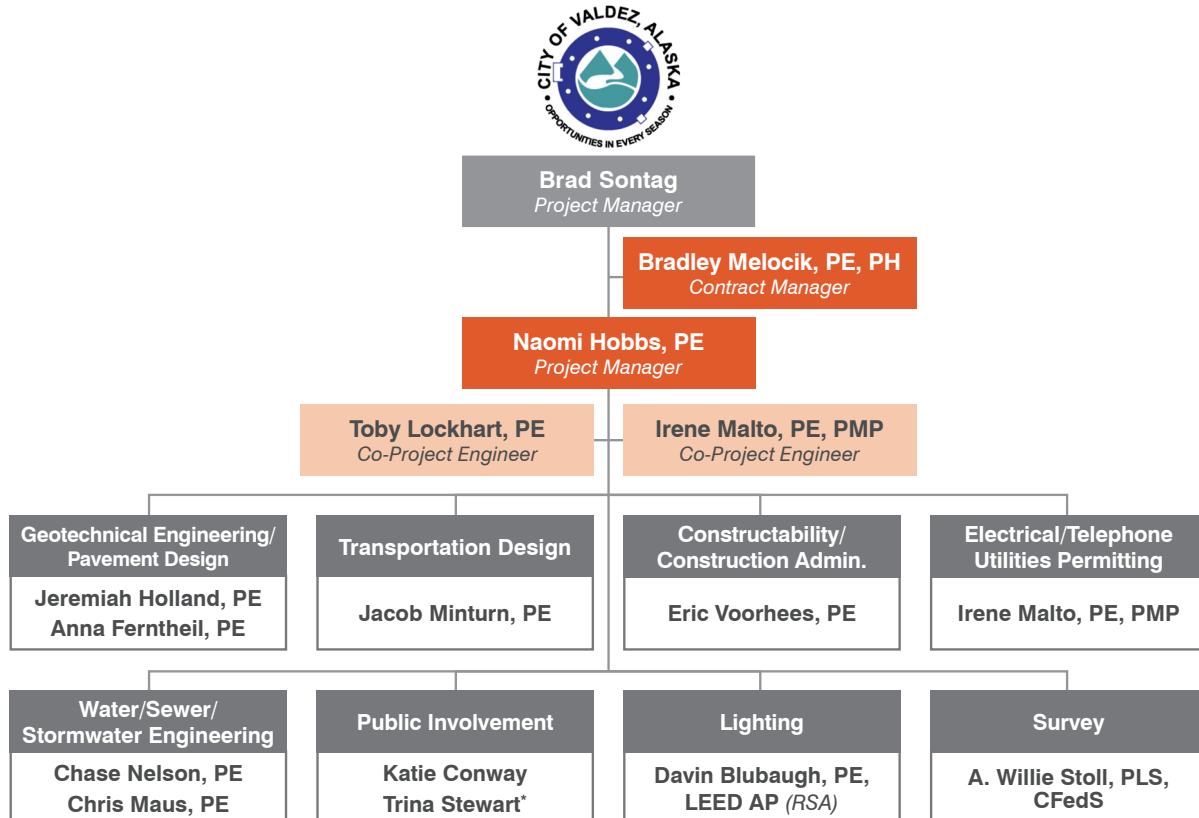 CITY OF VALDEZ, ALASKA
• OPPORTUNITIES IN EVERY SEASON •
Brad Sontag
Project Manager
Bradley Melocik, PE, PH
Contract Manager
Naomi Hobbs, PE
Project Manager
Toby Lockhart, PE
Co-Project Engineer
Irene Malto, PE, PMP
Co-Project Engineer
Geotechnical Engineering/
Pavement Design
Jeremiah Holland, PE
Anna Ferntheil, PE
Transportation Design
Jacob Minturn, PE
Constructability/
Construction Admin.
Eric Voorhees, PE
Electrical/Telephone
Utilities Permitting
Irene Malto, PE, PMP
Water/Sewer/
Stormwater Engineering
Chase Nelson, PE
Chris Maus, PE
Public Involvement
Katie Conway
Trina Stewart*
Lighting
Davin Blubaugh, PE,
LEED AP (RSA)
Survey
A. Willie Stoll, PLS,
CFedS